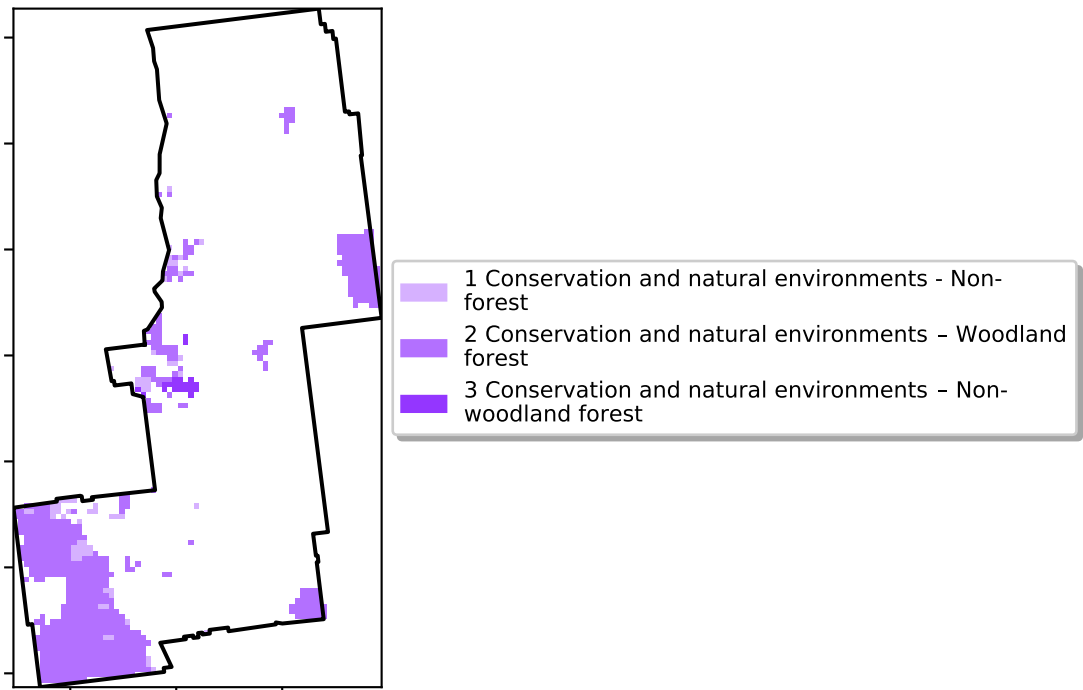 1 Conservation and natural environments - Non-
forest
2 Conservation and natural environments – Woodland
forest
3 Conservation and natural environments – Non-
woodland forest